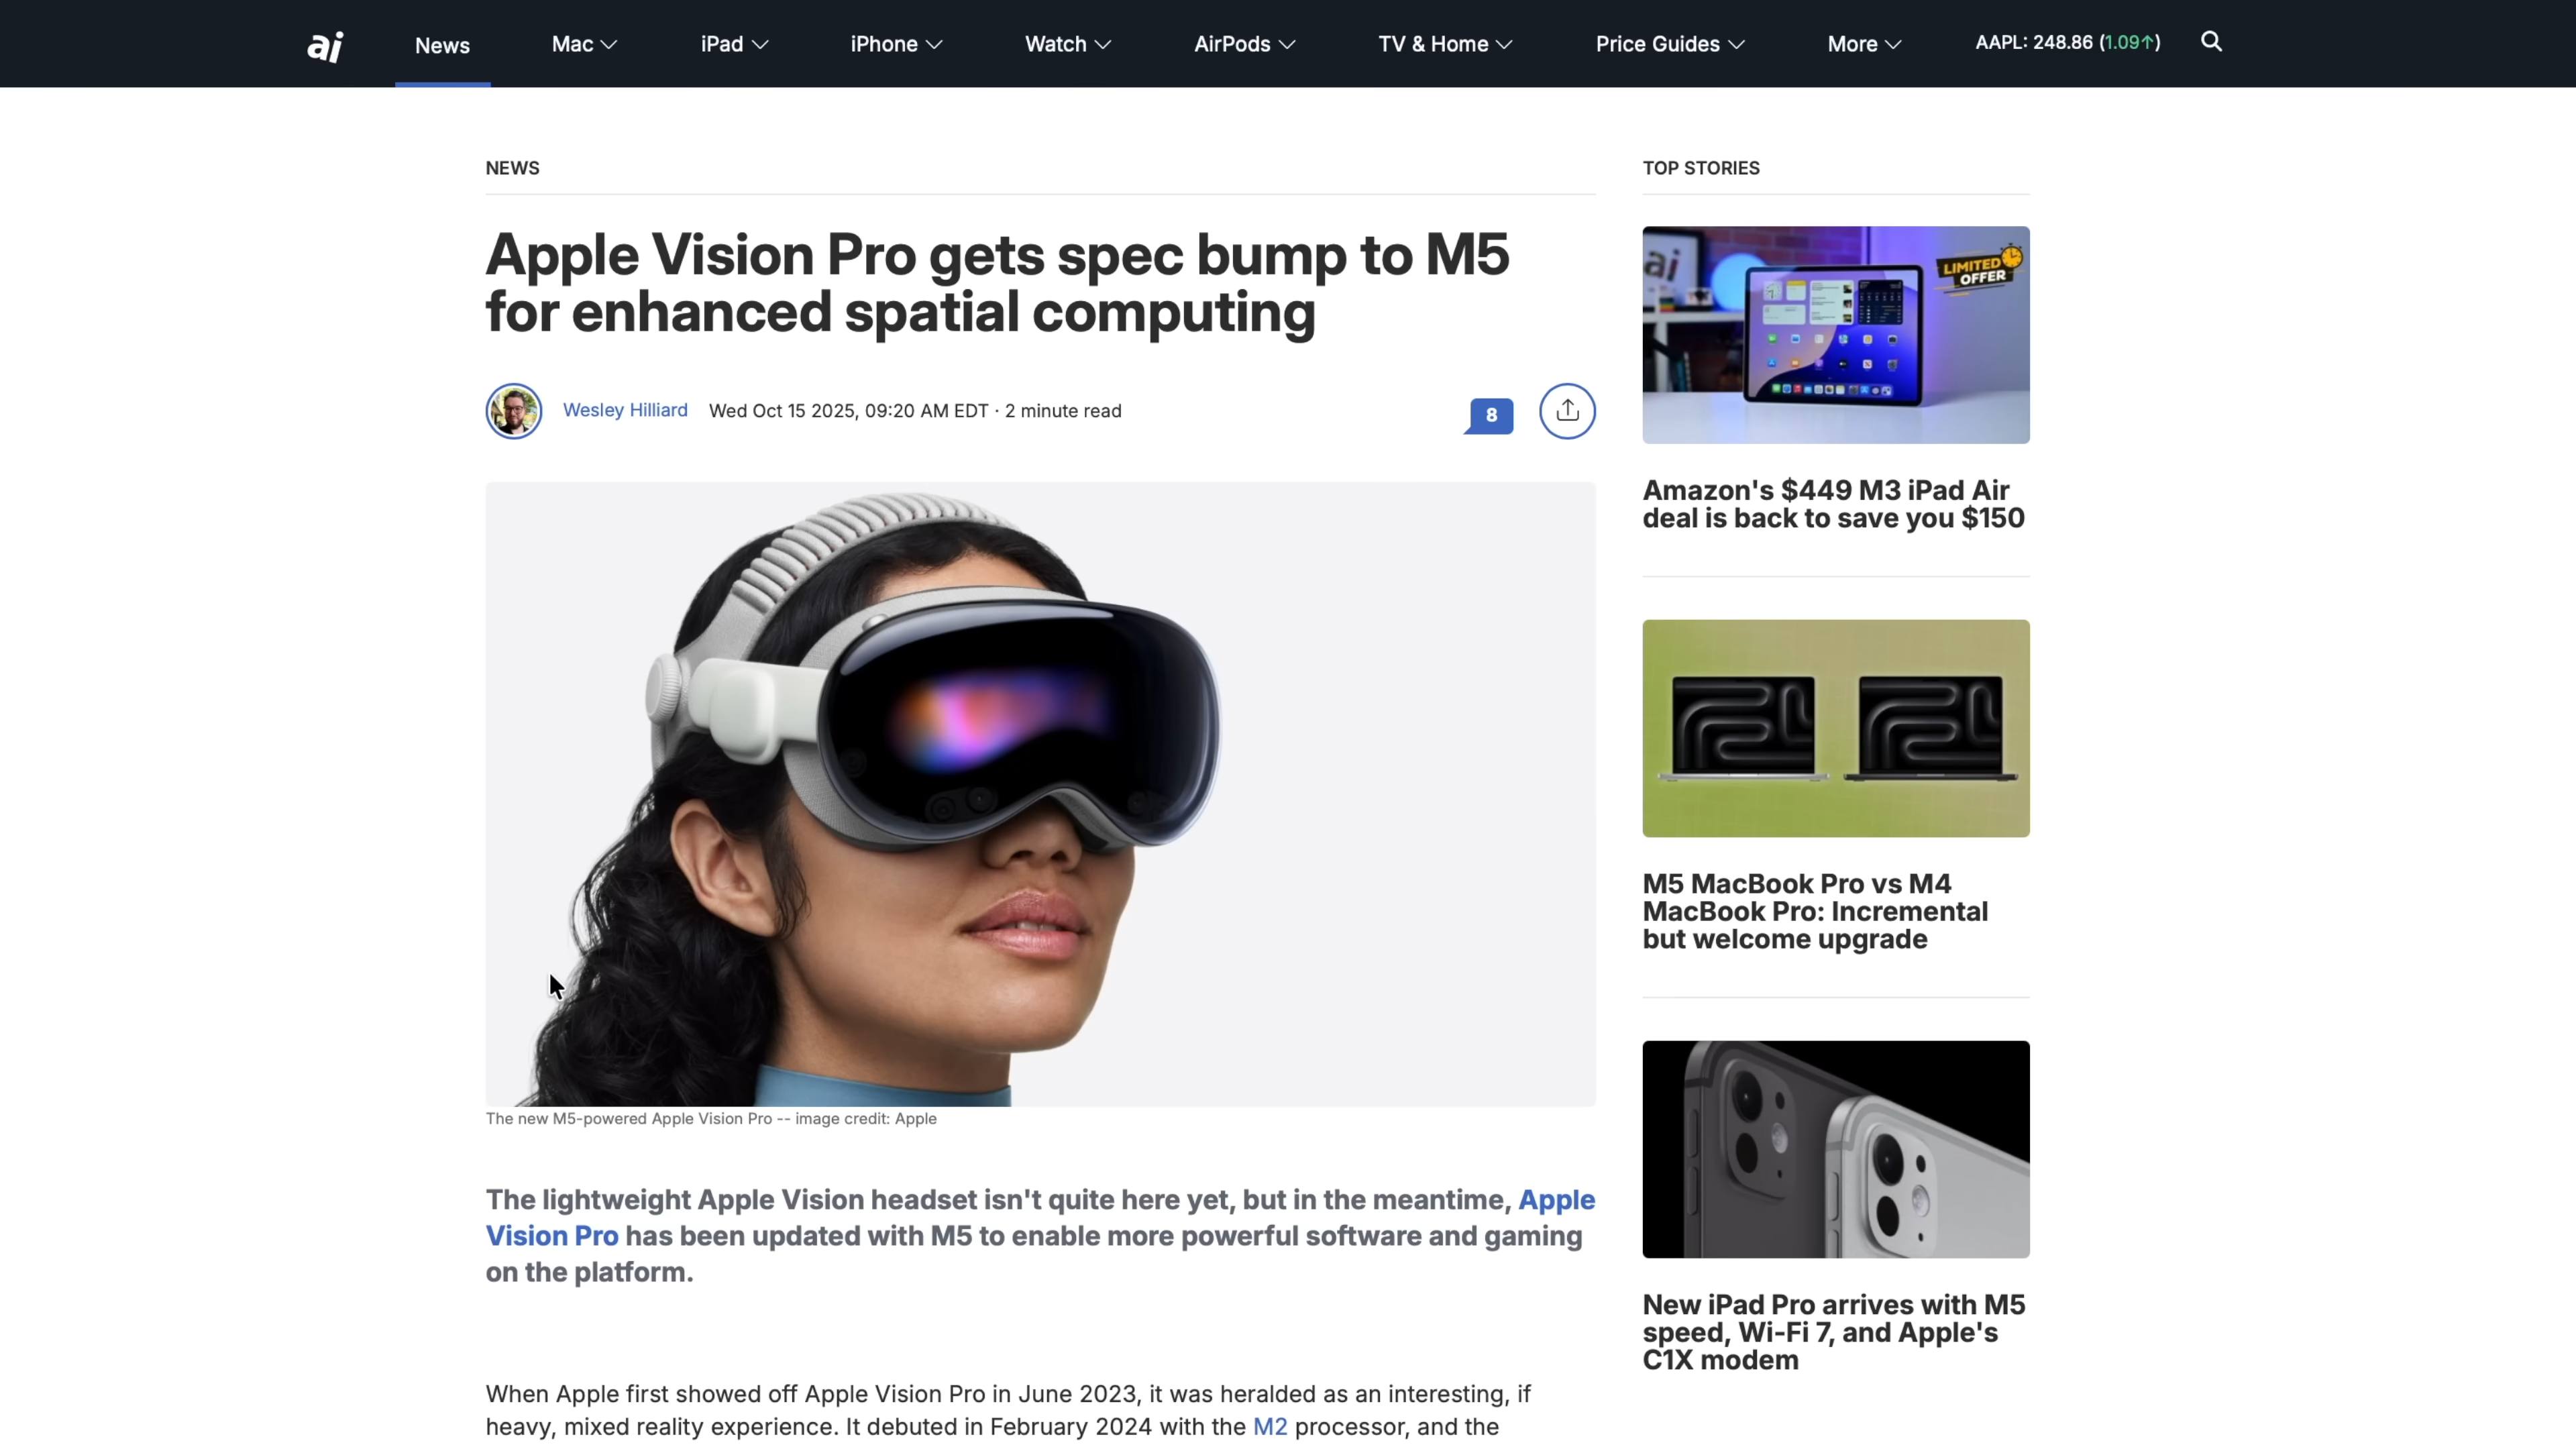 ai
News
Mac
iPad
iPhone
Watch
AirPods
TV & Home
Price Guides
More
AAPL: 248.86 (1.09↑)
NEWS
Apple Vision Pro gets spec bump to M5
for enhanced spatial computing
Wesley Hilliard
Wed Oct 15 2025, 09:20 AM EDT · 2 minute read
8
The new M5-powered Apple Vision Pro -- image credit: Apple
The lightweight Apple Vision headset isn't quite here yet, but in the meantime, Apple
Vision Pro has been updated with M5 to enable more powerful software and gaming
on the platform.
When Apple first showed off Apple Vision Pro in June 2023, it was heralded as an interesting, if
heavy, mixed reality experience. It debuted in February 2024 with the M2 processor, and the
TOP STORIES
ai
LIMITED
OFFER
Amazon's $449 M3 iPad Air
deal is back to save you $150
M5 MacBook Pro vs M4
MacBook Pro: Incremental
but welcome upgrade
New iPad Pro arrives with M5
speed, Wi-Fi 7, and Apple's
C1X modem